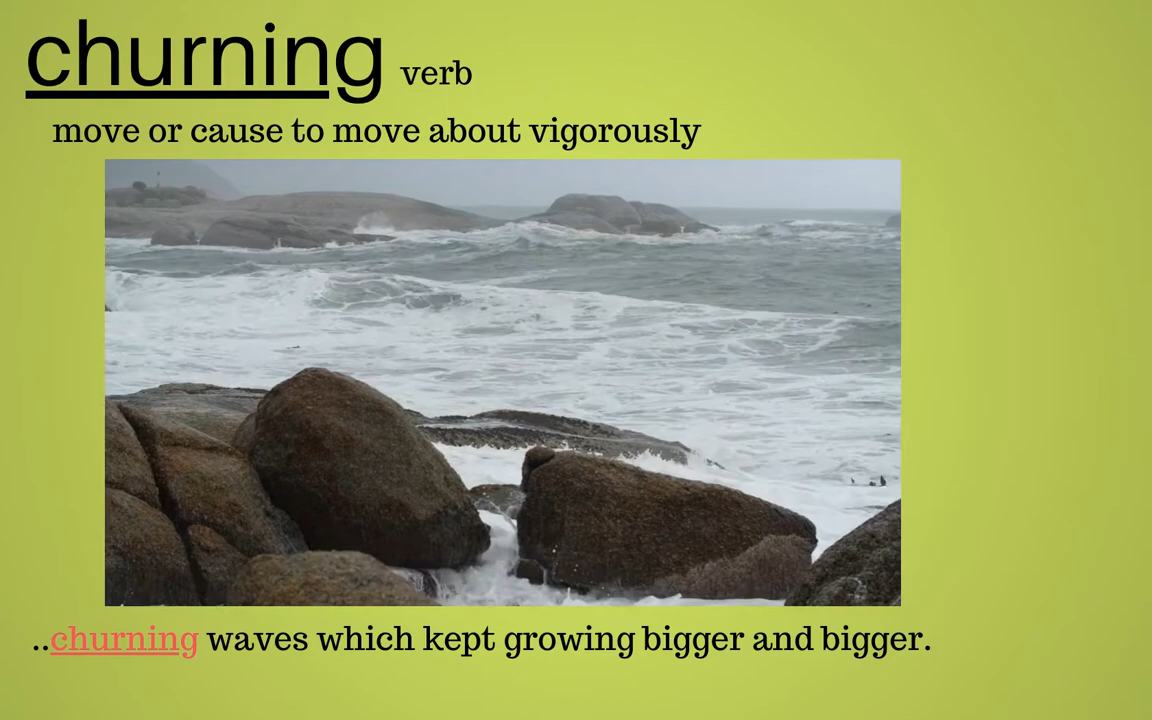 churning verb
move or cause to move about vigorously
..churning waves which kept growing bigger and bigger.